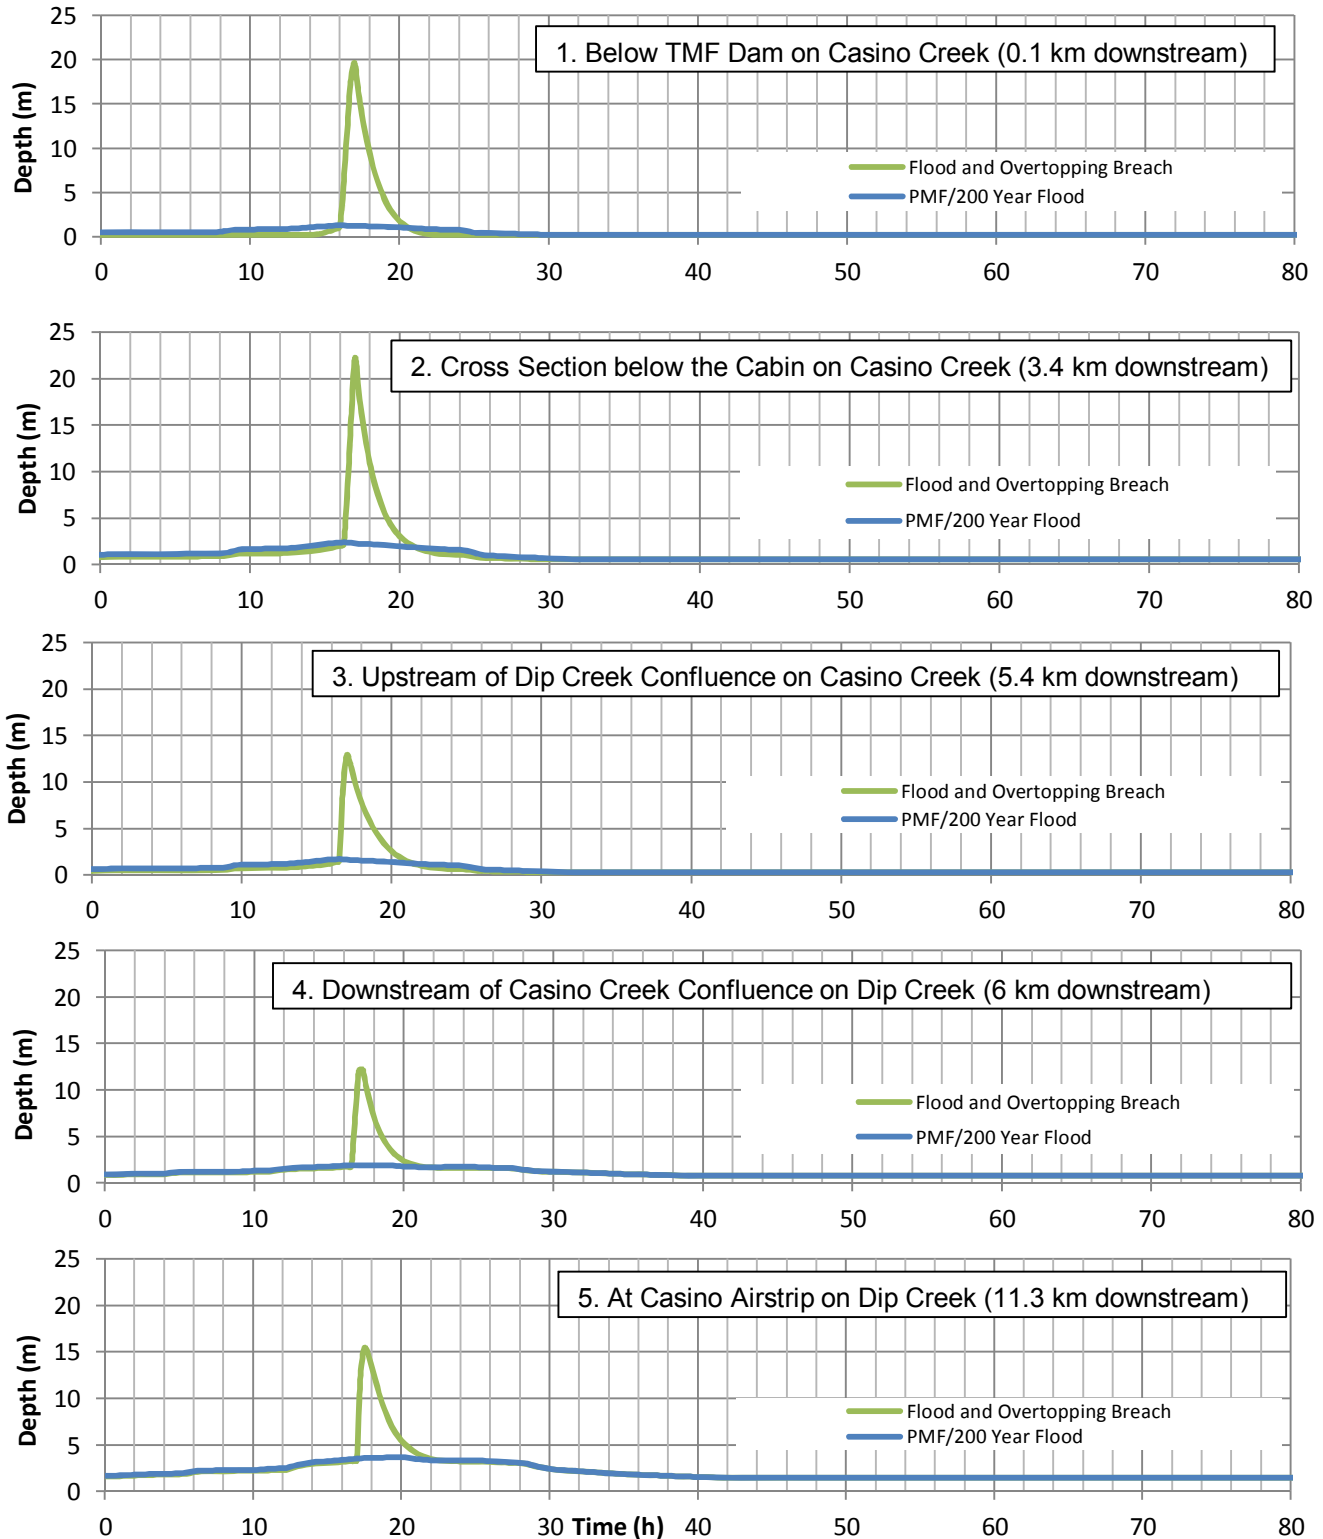 25
20
15
10
5
0
Depth (m)
1. Below TMF Dam on Casino Creek (0.1 km downstream)
Flood and Overtopping Breach
PMF/200 Year Flood
0 10 20 30 40 50 60 70 80
25
20
15
10
5
0
Depth (m)
2. Cross Section below the Cabin on Casino Creek (3.4 km downstream)
Flood and Overtopping Breach
PMF/200 Year Flood
0 10 20 30 40 50 60 70 80
25
20
15
10
5
0
Depth (m)
3. Upstream of Dip Creek Confluence on Casino Creek (5.4 km downstream)
Flood and Overtopping Breach
PMF/200 Year Flood
0 10 20 30 40 50 60 70 80
25
20
15
10
5
0
Depth (m)
4. Downstream of Casino Creek Confluence on Dip Creek (6 km downstream)
Flood and Overtopping Breach
PMF/200 Year Flood
0 10 20 30 40 50 60 70 80
25
20
15
10
5
0
Depth (m)
5. At Casino Airstrip on Dip Creek (11.3 km downstream)
Flood and Overtopping Breach
PMF/200 Year Flood
0 10 20 30 Time (h) 40 50 60 70 80